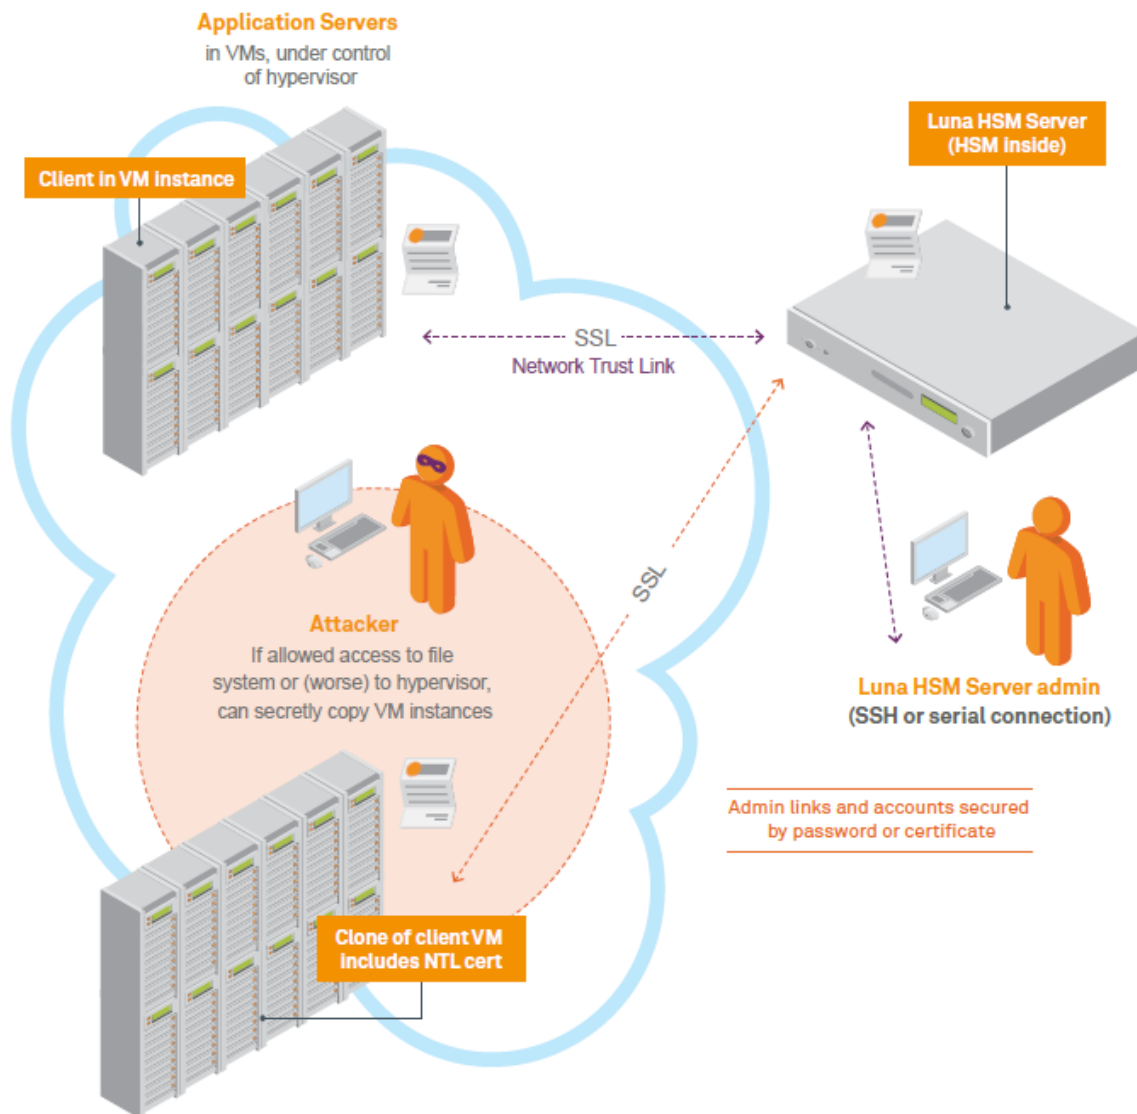 Application Servers
in VMs, under control
of hypervisor
Luna HSM Server
(HSM inside)
Client in VM instance
SSL
Network Trust Link
SSL
Attacker
If allowed access to file
system or (worse) to hypervisor,
can secretly copy VM instances
Luna HSM Server admin
(SSH or serial connection)
Admin links and accounts secured
by password or certificate
Clone of client VM
includes NTL cert